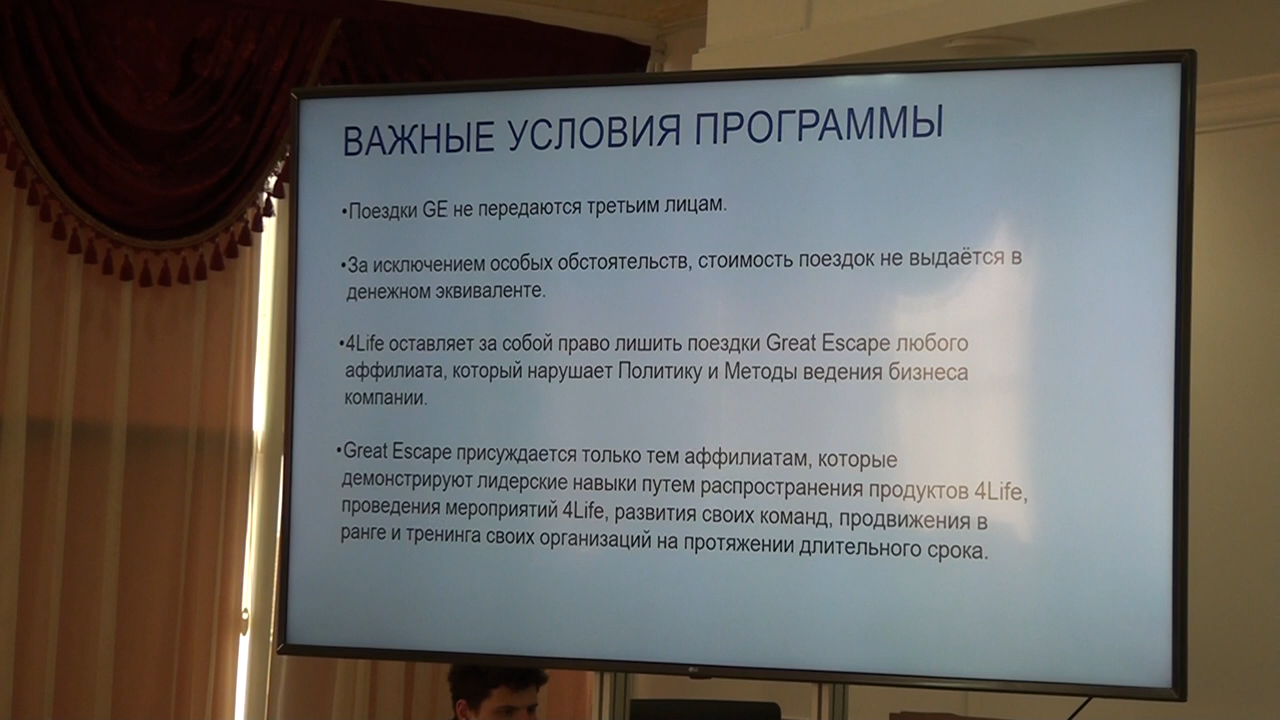 ВАЖНЫЕ УСЛОВИЯ ПРОГРАММЫ
•Поездки GE не передаются третьим лицам.
•За исключением особых обстоятельств, стоимость поездок не выдаётся в
денежном эквиваленте.
•4Life оставляет за собой право лишить поездки Great Escape любого
аффилиата, который нарушает Политику и Методы ведения бизнеса
компании.
•Great Escape присуждается только тем аффилиатам, которые
демонстрируют лидерские навыки путем распространения продуктов 4Life,
проведения мероприятий 4Life, развития своих команд, продвижения в
ранге и тренинга своих организаций на протяжении длительного срока.